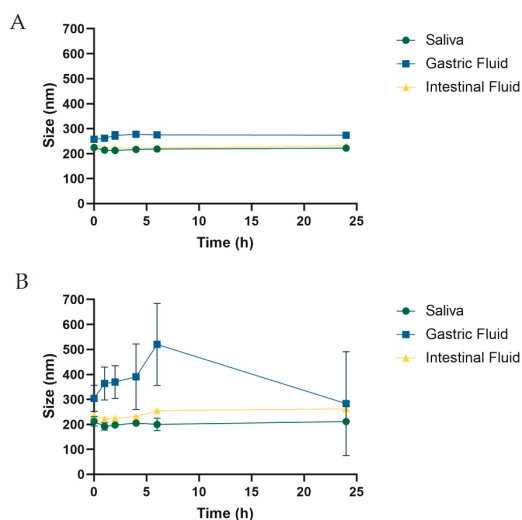 A
700
600
500
400
300
200
100
0
Size (nm)
0 5 10 15 20 25
Time (h)
Saliva
Gastric Fluid
Intestinal Fluid
B
700
600
500
400
300
200
100
0
Size (nm)
0 5 10 15 20 25
Time (h)
Saliva
Gastric Fluid
Intestinal Fluid